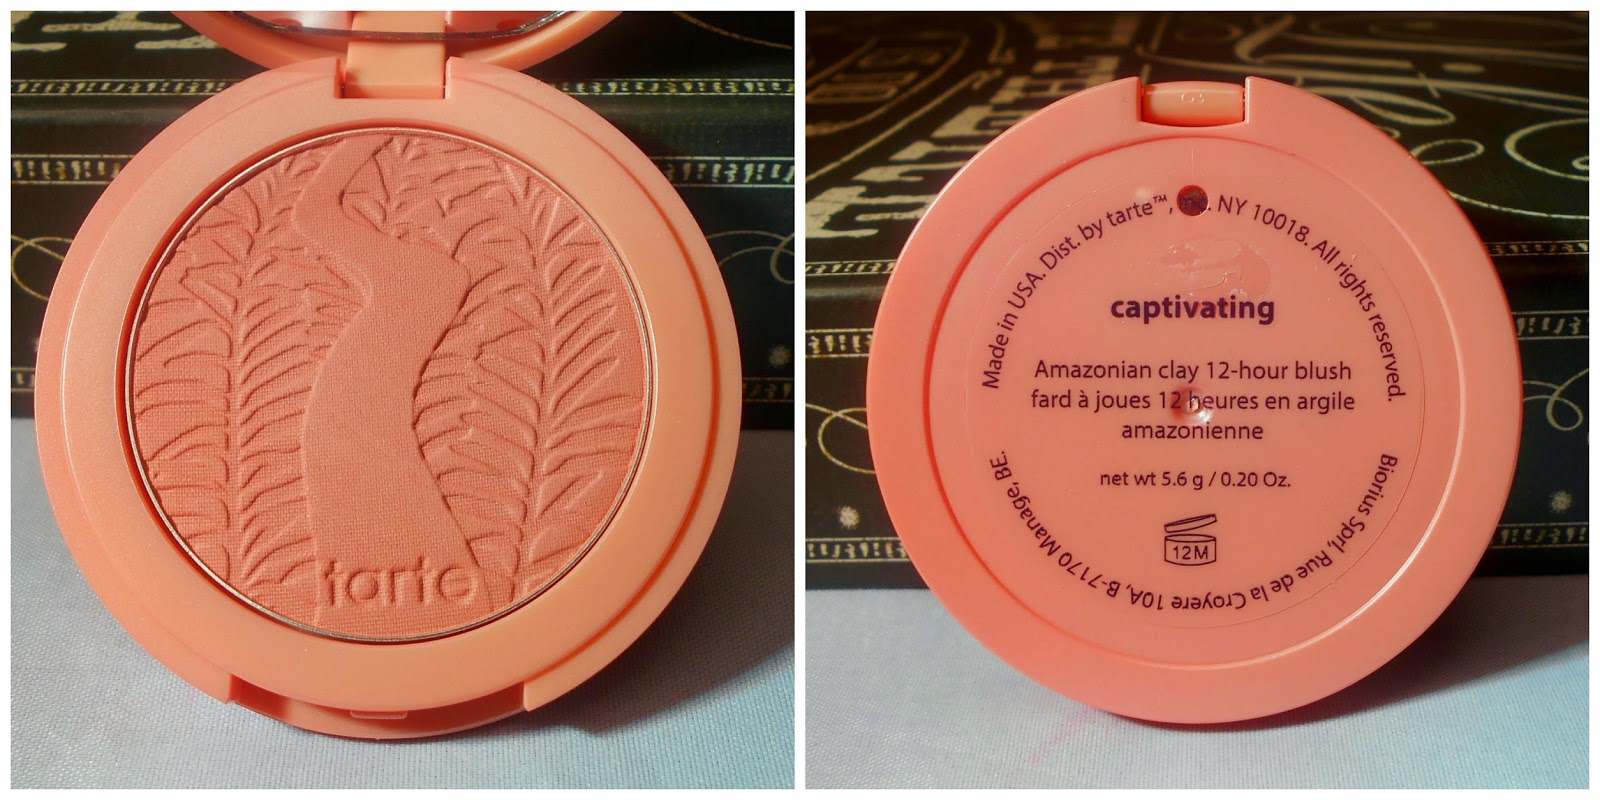 tarte
Made in USA. Dist. by tarte™, Inc. NY 10018. All rights reserved.
captivating
Amazonian clay 12-hour blush
fard à joues 12 heures en argile
amazonienne
net wt 5.6 g / 0.20 Oz.
12M
Biorius Sprl, Rue de la Croyere 10A, B-7170 Manage, BE.